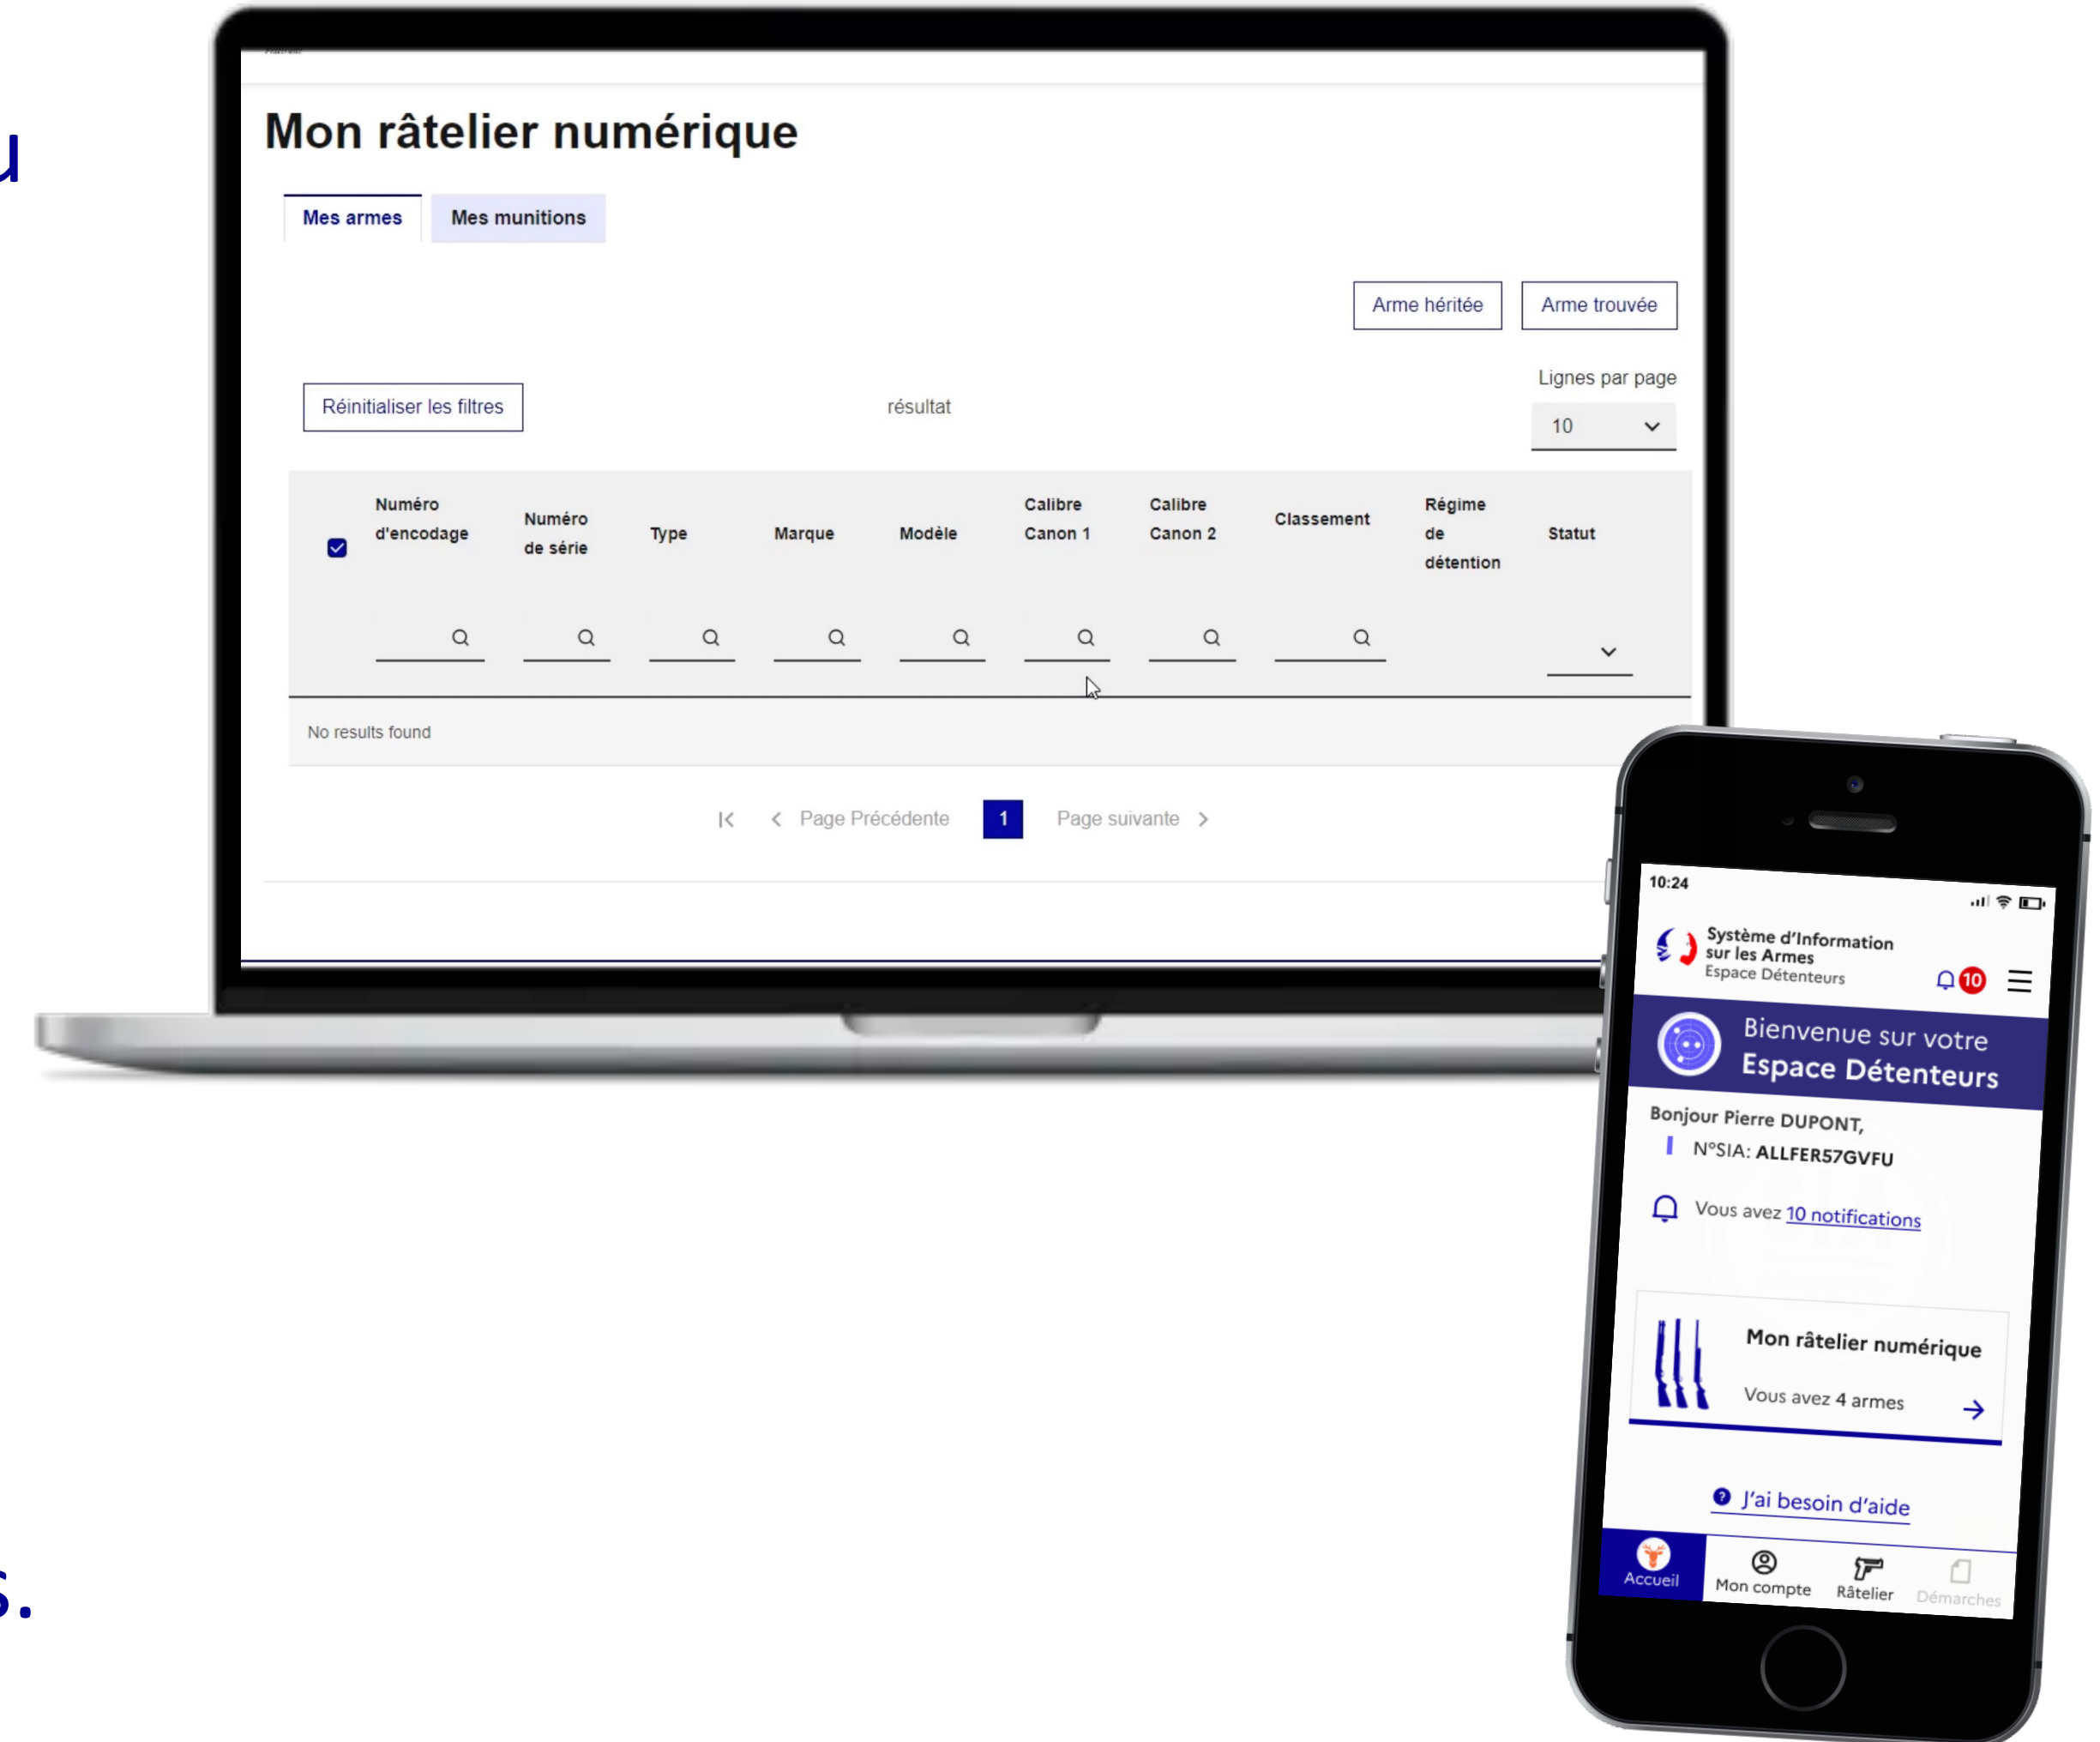 u
Mon râtelier numérique
Mes armes Mes munitions
Arme héritée Arme trouvée
Lignes par page
Réinitialiser les filtres résultat 10
Numéro d'encodage Numéro de série Type Marque Modèle Calibre Canon 1 Calibre Canon 2 Classement Régime de détention Statut
No results found
Page Précédente 1 Page suivante
s.
10:24
Système d'Information
sur les Armes
Espace Détenteurs
10
Bienvenue sur votre
Espace Détenteurs
Bonjour Pierre DUPONT,
N°SIA: ALLFER57GVFU
Vous avez 10 notifications
Mon râtelier numérique
Vous avez 4 armes
J'ai besoin d'aide
Accueil Mon compte Râtelier Démarches